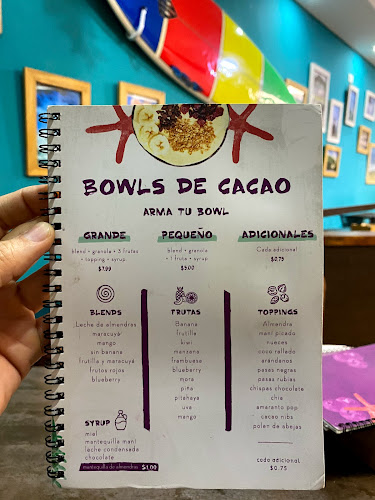 BOWLS DE CACAO
ARMA TU BOWL
GRANDE
blend + granola + 3 frutas
+ topping + syrup
$7.00
PEQUEÑO
blend + granola
+ 1 fruta + syrup
$5.00
ADICIONALES
Cada adicional
$0.75
BLENDS
Leche de almendras
maracuyá
mango
sin banana
frutilla y maracuyá
frutos rojos
blueberry
SYRUP
miel
mantequilla maní
leche condensada
chocolate
mantequilla de almendras $1.00
FRUTAS
Banana
frutilla
kiwi
manzana
frambuesa
blueberry
mora
piña
pitahaya
uva
mango
TOPPINGS
Almendra
maní picado
nueces
coco rallado
arándanos
pasas negras
pasas rubias
chispas chocolate
chía
amaranto pop
cacao nibs
polen de abejas
cada adicional
$0.75